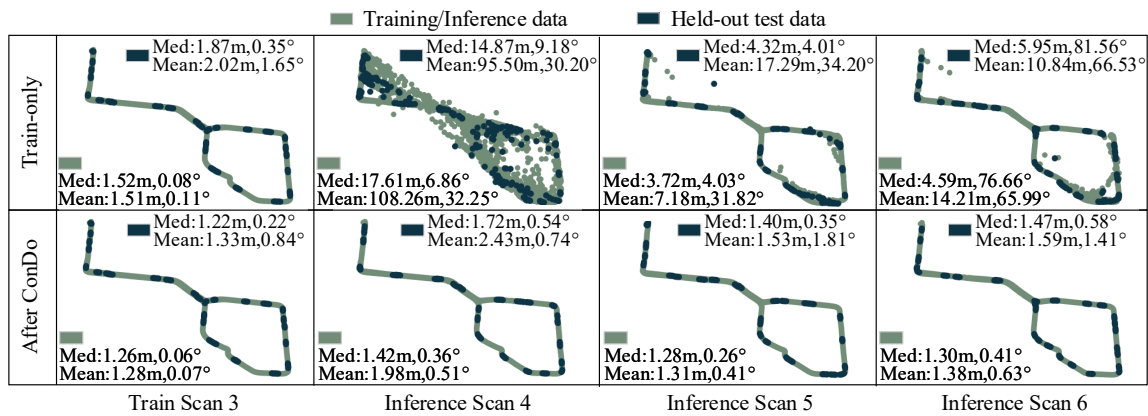 Training/Inference data
Held-out test data
Train-only
Med:1.87m,0.35°
Mean:2.02m,1.65°
Med:1.52m,0.08°
Mean:1.51m,0.11°
Med:14.87m,9.18°
Mean:95.50m,30.20°
Med:17.61m,6.86°
Mean:108.26m,32.25°
Med:4.32m,4.01°
Mean:17.29m,34.20°
Med:3.72m,4.03°
Mean:7.18m,31.82°
Med:5.95m,81.56°
Mean:10.84m,66.53°
Med:4.59m,76.66°
Mean:14.21m,65.99°
After ConDo
Med:1.22m,0.22°
Mean:1.33m,0.84°
Med:1.26m,0.06°
Mean:1.28m,0.07°
Med:1.72m,0.54°
Mean:2.43m,0.74°
Med:1.42m,0.36°
Mean:1.98m,0.51°
Med:1.40m,0.35°
Mean:1.53m,1.81°
Med:1.28m,0.26°
Mean:1.31m,0.41°
Med:1.47m,0.58°
Mean:1.59m,1.41°
Med:1.30m,0.41°
Mean:1.38m,0.63°
Train Scan 3
Inference Scan 4
Inference Scan 5
Inference Scan 6